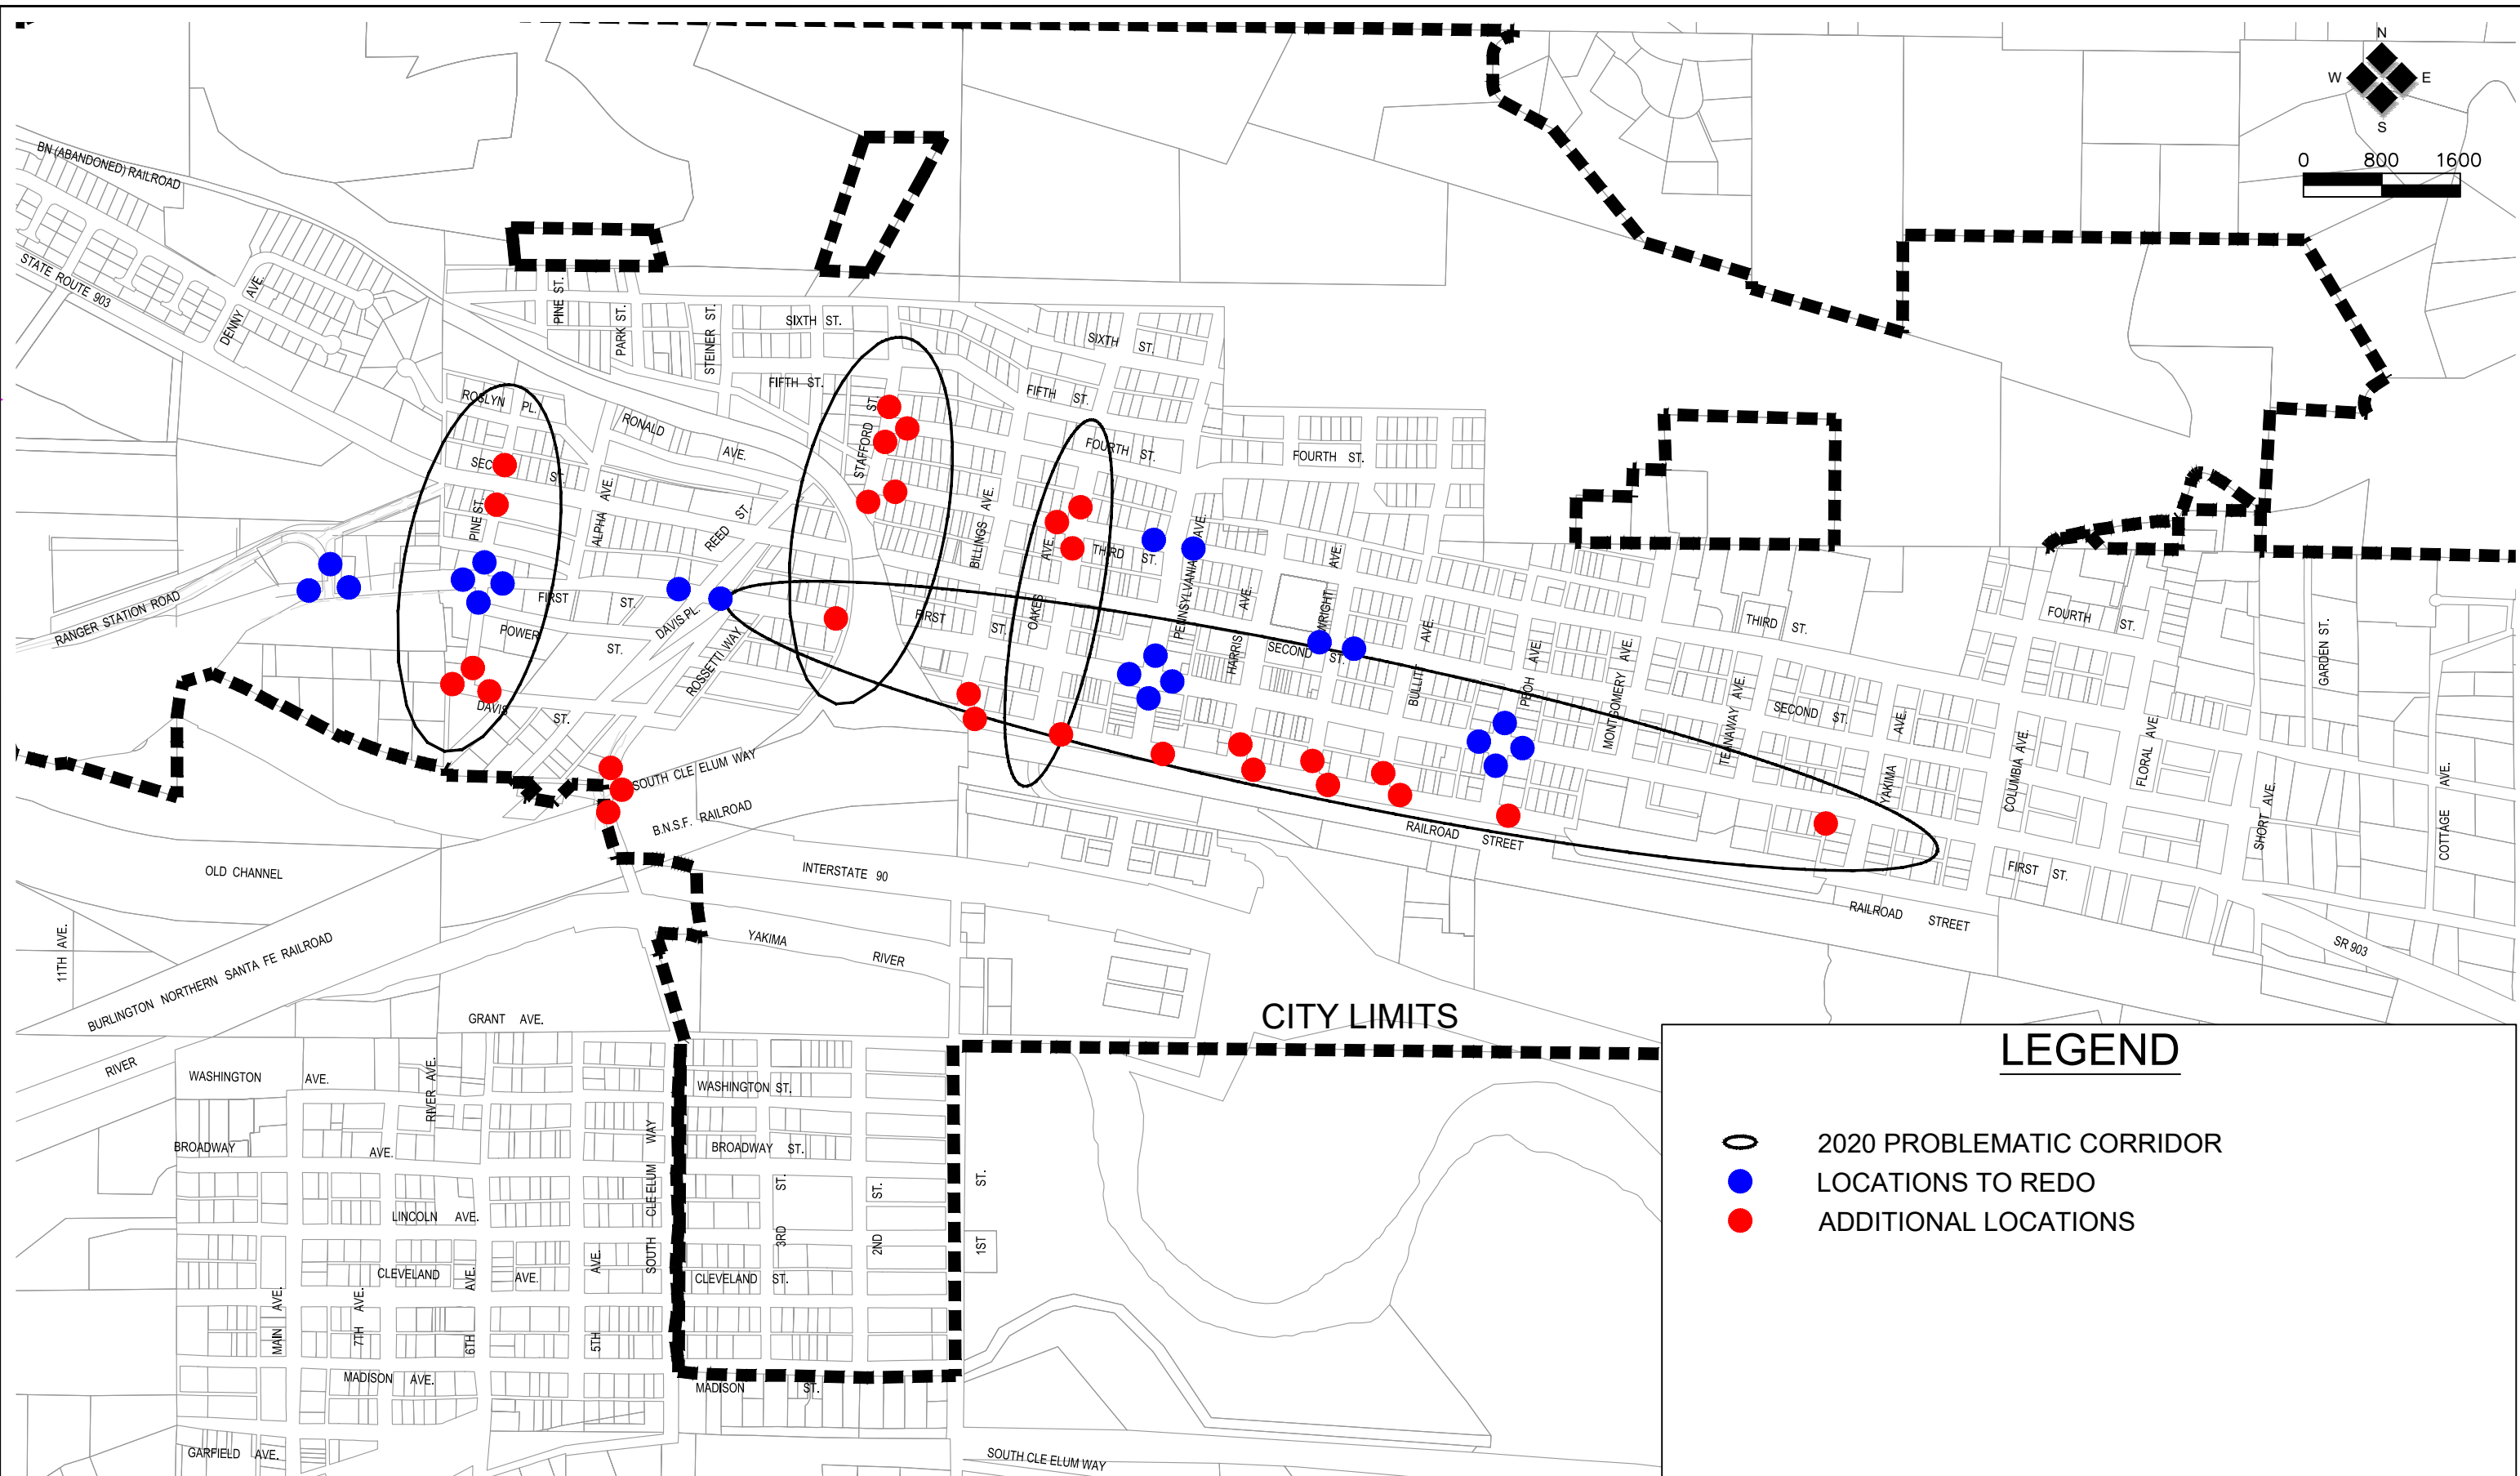 N
W E
S
0 800 1600
BN (ABANDONED) RAILROAD
STATE ROUTE 903
DENNY AVE.
PINE ST.
PARK ST.
STEINER ST.
SIXTH ST.
SIXTH ST.
FIFTH ST.
FIFTH ST.
ROSLYN PL.
RONALD AVE.
STAFFORD ST.
FOURTH ST.
FOURTH ST.
ST.
PINE ST.
ALPHA AVE.
REED ST.
BILLINGS AVE.
THIRD ST.
PENNSYLVANIA AVE.
RANGER STATION ROAD
FIRST ST.
POWER ST.
DAVIS PL.
ROSSETTI WAY
FIRST ST.
OAKES AVE.
HARRIS AVE.
WRIGHT AVE.
SECOND ST.
BULLITT AVE.
PEOH AVE.
MONTGOMERY AVE.
TEANAWAY AVE.
THIRD ST.
SECOND ST.
YAKIMA AVE.
COLUMBIA AVE.
FOURTH ST.
FLORAL AVE.
GARDEN ST.
SHORT AVE.
COTTAGE AVE.
DAVIS ST.
SOUTH CLE ELUM WAY
B.N.S.F. RAILROAD
RAILROAD STREET
FIRST ST.
RAILROAD STREET
SR 903
OLD CHANNEL
INTERSTATE 90
YAKIMA RIVER
11TH AVE.
BURLINGTON NORTHERN SANTA FE RAILROAD
RIVER
GRANT AVE.
WASHINGTON AVE.
RIVER AVE.
WASHINGTON ST.
BROADWAY AVE.
BROADWAY ST.
LINCOLN AVE.
SOUTH CLE ELUM WAY
3RD ST.
2ND ST.
1ST ST.
CLEVELAND AVE.
CLEVELAND ST.
MAIN AVE.
7TH AVE.
6TH AVE.
5TH AVE.
MADISON AVE.
MADISON ST.
GARFIELD AVE.
SOUTH CLE ELUM WAY
CITY LIMITS
LEGEND
2020 PROBLEMATIC CORRIDOR
LOCATIONS TO REDO
ADDITIONAL LOCATIONS